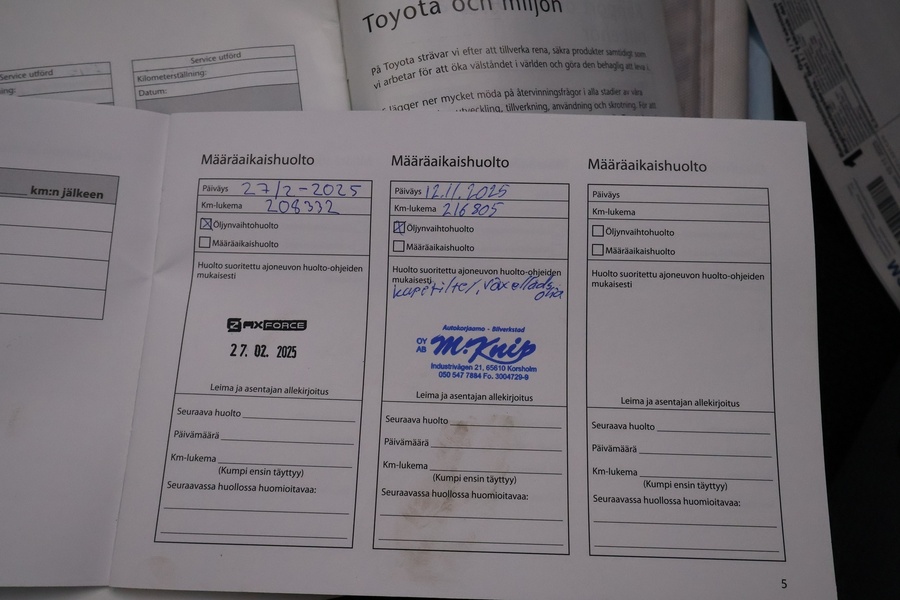 Toyota och miljön
På Toyota strävar vi efter att tillverka rena, säkra produkter samtidigt som
vi arbetar för att öka välståndet i världen och göra den behaglig att leva i.
lägger ner mycket möda på återvinningsfrågor i alla stadier av våra
utveckling, tillverkning, användning och skrotning. För att
Service utförd
Service utförd
Kilometerställning:
Datum:
km:n jälkeen
Määräaikaishuolto
Päiväys 27/2-2025
Km-lukema 208332
Öljynvaihtohuolto
Määräaikaishuolto
Huolto suoritettu ajoneuvon huolto-ohjeiden
mukaisesti
FIXFORCE
27. 02. 2025
Leima ja asentajan allekirjoitus
Seuraava huolto
Päivämäärä
Km-lukema
(Kumpi ensin täyttyy)
Seuraavassa huollossa huomioitavaa:
Määräaikaishuolto
Päiväys 12.11.2025
Km-lukema 216805
Öljynvaihtohuolto
Määräaikaishuolto
Huolto suoritettu ajoneuvon huolto-ohjeiden
mukaisesti
kupefilter, växellåds
olja
Autokorjaamo - Bilverkstad
OY
AB
M.Knip
Industrivägen 21, 65610 Korsholm
050 547 7884 Fo. 3004729-8
Leima ja asentajan allekirjoitus
Seuraava huolto
Päivämäärä
Km-lukema
(Kumpi ensin täyttyy)
Seuraavassa huollossa huomioitavaa:
Määräaikaishuolto
Päiväys
Km-lukema
Öljynvaihtohuolto
Määräaikaishuolto
Huolto suoritettu ajoneuvon huolto-ohjeiden
mukaisesti
Leima ja asentajan allekirjoitus
Seuraava huolto
Päivämäärä
Km-lukema
(Kumpi ensin täyttyy)
Seuraavassa huollossa huomioitavaa:
5